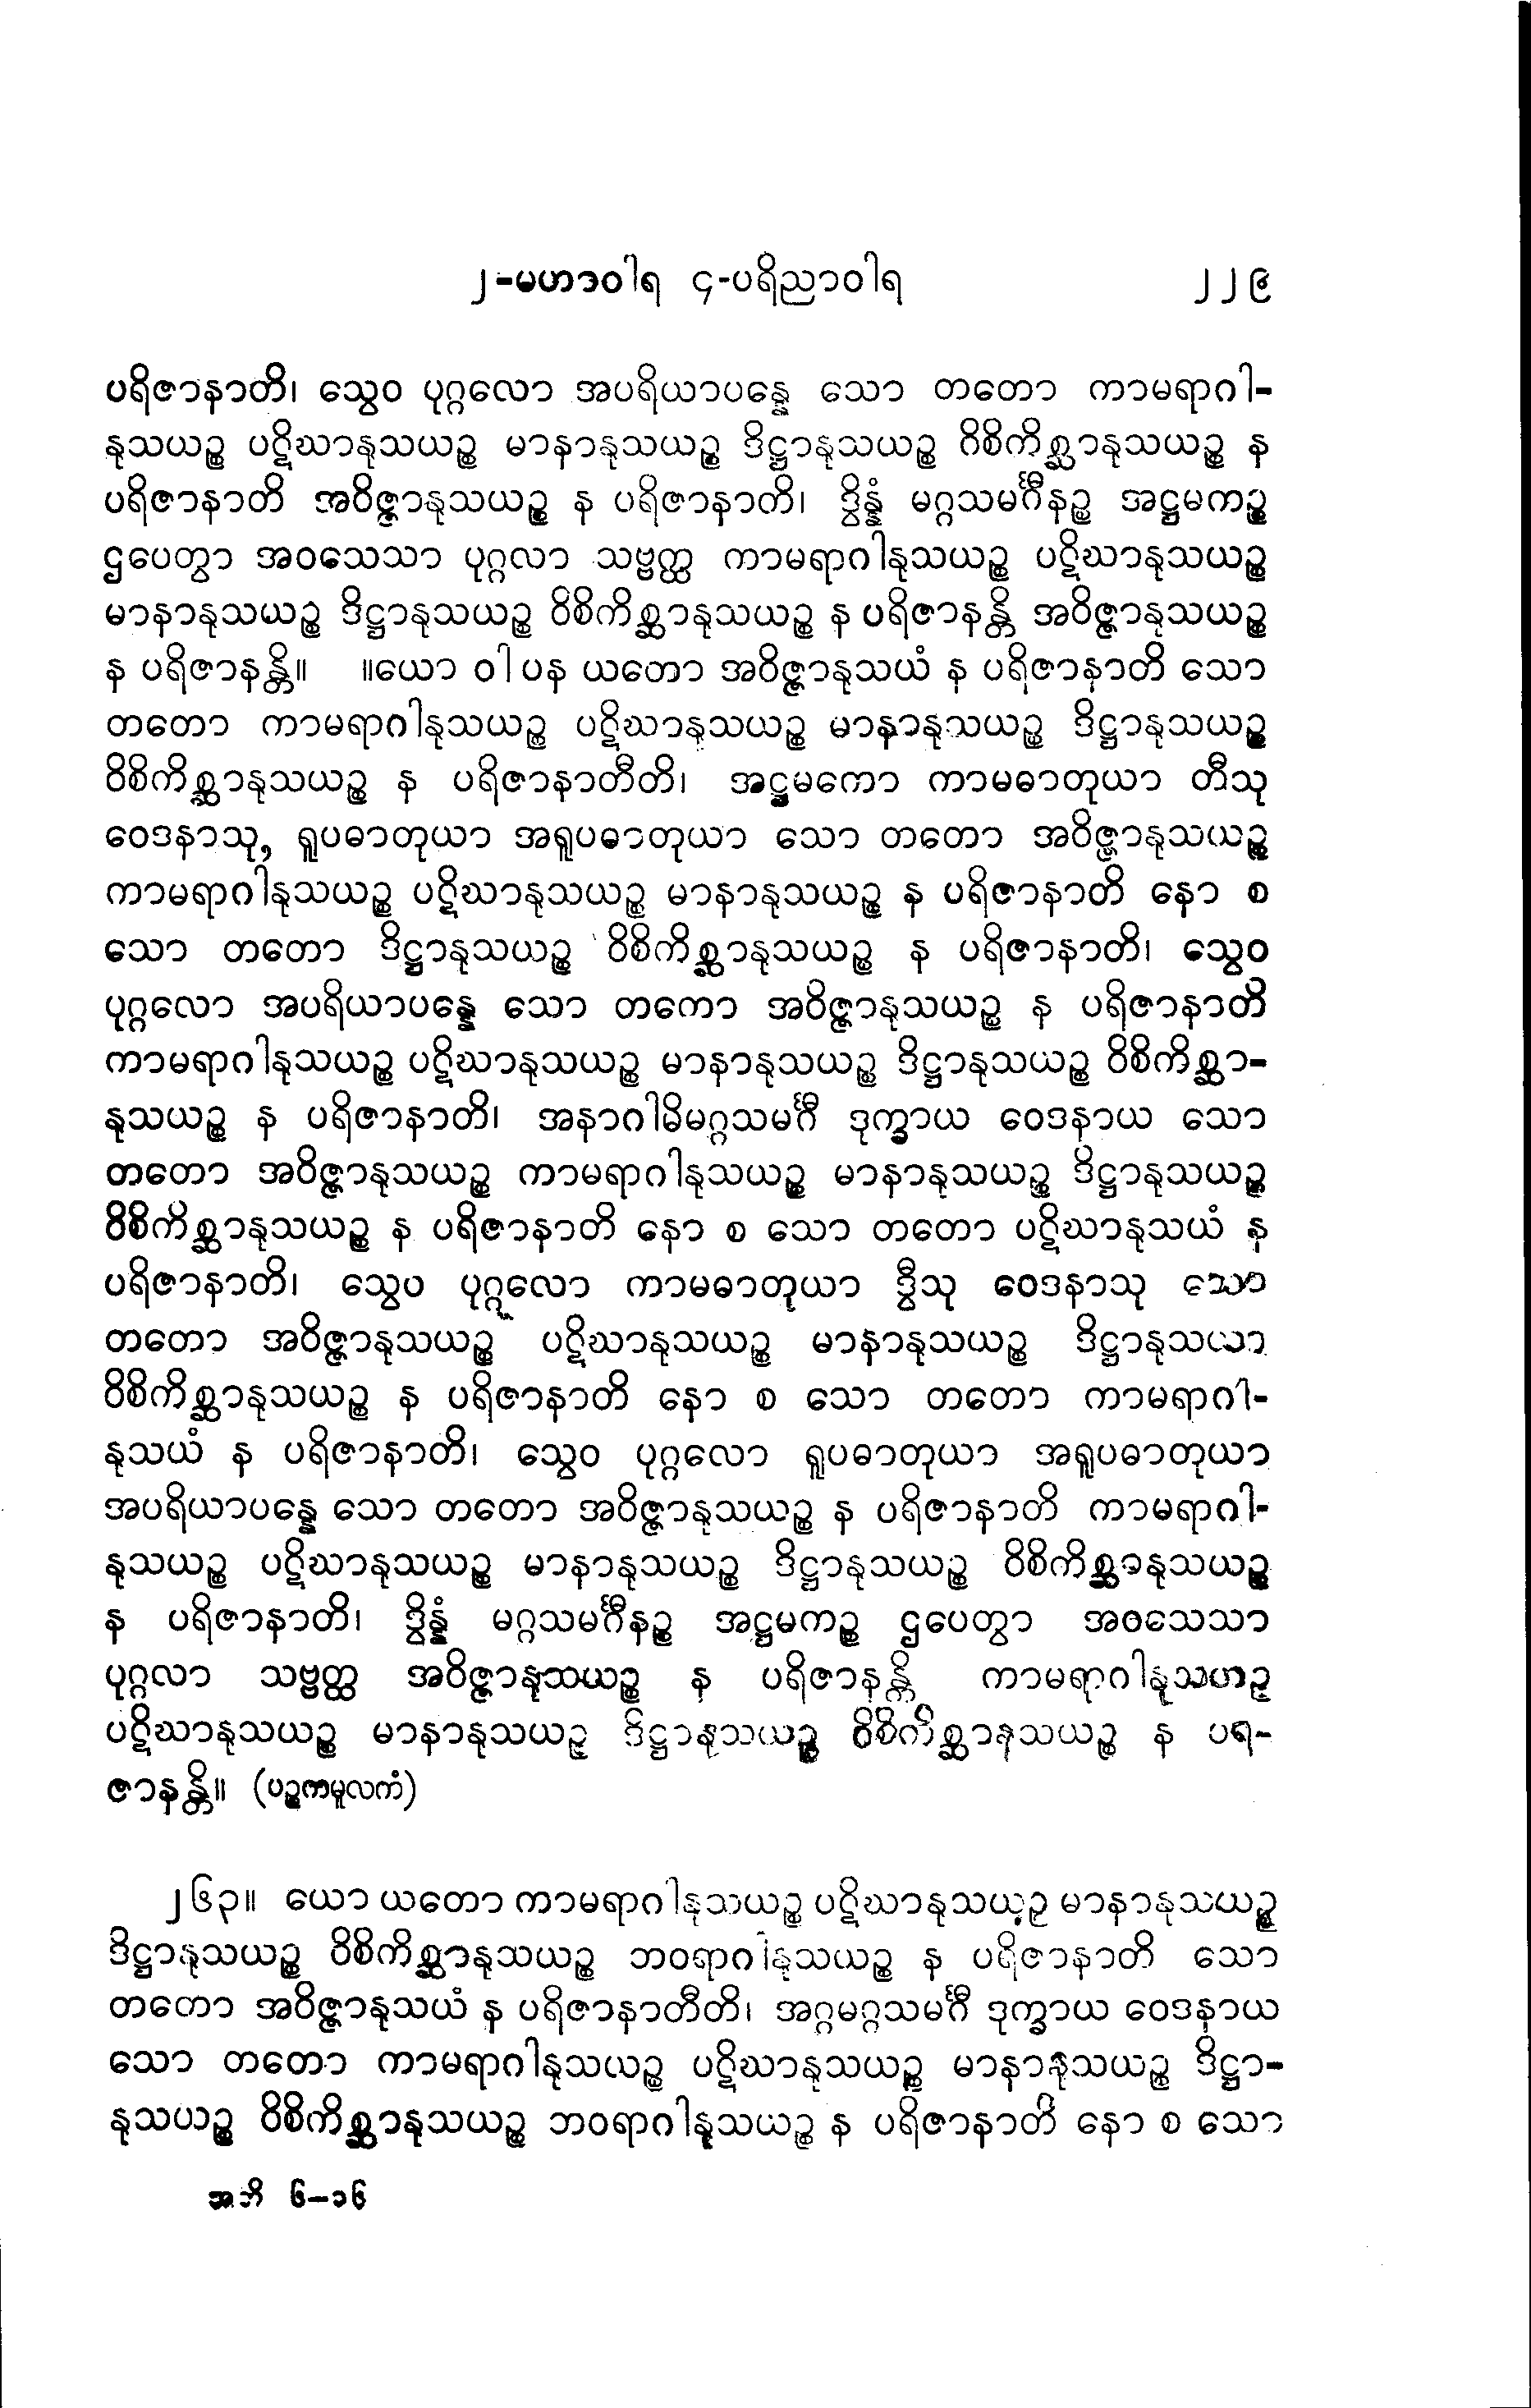 ၂-မဟာဝါရ ၄-ပရိညာဝါရ ၂၂၉
ပရိဇာနာတိ၊ သွေဝ ပုဂ္ဂလော အပရိယာပန္နေ သော တတော ကာမရာဂါ-
နုသယဉ္စ ပဋိဃာနုသယဉ္စ မာနာနုသယဉ္စ ဒိဋ္ဌာနုသယဉ္စ ဝိစိကိစ္ဆာနုသယဉ္စ န
ပရိဇာနာတိ အဝိဇ္ဇာနုသယဉ္စ န ပရိဇာနာတိ၊ ဒွိန္နံ မဂ္ဂသမင်္ဂီနဉ္စ အဋ္ဌမကဉ္စ
ဌပေတွာ အဝသေသာ ပုဂ္ဂလာ သဗ္ဗတ္ထ ကာမရာဂါနုသယဉ္စ ပဋိဃာနုသယဉ္စ
မာနာနုသယဉ္စ ဒိဋ္ဌာနုသယဉ္စ ဝိစိကိစ္ဆာနုသယဉ္စ န ပရိဇာနန္တိ အဝိဇ္ဇာနုသယဉ္စ
န ပရိဇာနန္တိ။ ။ယော ဝါ ပန ယတော အဝိဇ္ဇာနုသယံ န ပရိဇာနာတိ သော
တတော ကာမရာဂါနုသယဉ္စ ပဋိဃာနုသယဉ္စ မာနာနုသယဉ္စ ဒိဋ္ဌာနုသယဉ္စ
ဝိစိကိစ္ဆာနုသယဉ္စ န ပရိဇာနာတီတိ၊ အဋ္ဌမကော ကာမဓာတုယာ တီသု
ဝေဒနာသု, ရူပဓာတုယာ အရူပဓာတုယာ သော တတော အဝိဇ္ဇာနုသယဉ္စ
ကာမရာဂါနုသယဉ္စ ပဋိဃာနုသယဉ္စ မာနာနုသယဉ္စ န ပရိဇာနာတိ နော စ
သော တတော ဒိဋ္ဌာနုသယဉ္စ ဝိစိကိစ္ဆာနုသယဉ္စ န ပရိဇာနာတိ၊ သွေဝ
ပုဂ္ဂလော အပရိယာပန္နေ သော တကော အဝိဇ္ဇာနုသယဉ္စ န ပရိဇာနာတိ
ကာမရာဂါနုသယဉ္စ ပဋိဃာနုသယဉ္စ မာနာနုသယဉ္စ ဒိဋ္ဌာနုသယဉ္စ ဝိစိကိစ္ဆာ-
နုသယဉ္စ န ပရိဇာနာတိ၊ အနာဂါမိမဂ္ဂသမင်္ဂီ ဒုက္ခာယ ဝေဒနာယ သော
တတော အဝိဇ္ဇာနုသယဉ္စ ကာမရာဂါနုသယဉ္စ မာနာနုသယဉ္စ ဒိဋ္ဌာနုသယဉ္စ
ဝိစိကိစ္ဆာနုသယဉ္စ န ပရိဇာနာတိ နော စ သော တတော ပဋိဃာနုသယံ န
ပရိဇာနာတိ၊ သွေဝ ပုဂ္ဂလော ကာမဓာတုယာ ဒွီသု ဝေဒနာသု သော
တတော အဝိဇ္ဇာနုသယဉ္စ ပဋိဃာနုသယဉ္စ မာနာနုသယဉ္စ
ဝိစိကိစ္ဆာနုသယဉ္စ န ပရိဇာနာတိ နော စ သော တတော ကာမရာဂါ-
နုသယံ န ပရိဇာနာတိ၊ သွေဝ ပုဂ္ဂလော ရူပဓာတုယာ အရူပဓာတုယာ
အပရိယာပန္နေ သော တတော အဝိဇ္ဇာနုသယဉ္စ န ပရိဇာနာတိ ကာမရာဂါ-
နုသယဉ္စ ပဋိဃာနုသယဉ္စ မာနာနုသယဉ္စ ဒိဋ္ဌာနုသယဉ္စ ဝိစိကိစ္ဆာနုသယဉ္စ
န ပရိဇာနာတိ၊ ဒွိန္နံ မဂ္ဂသမင်္ဂီနဉ္စ အဋ္ဌမကဉ္စ ဌပေတွာ အဝသေသာ
ပုဂ္ဂလာ သဗ္ဗတ္ထ အဝိဇ္ဇာနုသယဉ္စ န ပရိဇာနန္တိ ကာမရာဂါနုသယဉ္စ
ပဋိဃာနုသယဉ္စ မာနာနုသယဉ္စ ဒိဋ္ဌာနုသယဉ္စ ဝိစိကိစ္ဆာနုသယဉ္စ န ပရိ-
ဇာနန္တိ။ (ပဉ္စကမူလကံ)
၂၆၃။ ယော ယတော ကာမရာဂါနုသယဉ္စ ပဋိဃာနုသယဉ္စ မာနာနုသယဉ္စ
ဒိဋ္ဌာနုသယဉ္စ ဝိစိကိစ္ဆာနုသယဉ္စ ဘဝရာဂါနုသယဉ္စ န ပရိဇာနာတိ သော
တတော အဝိဇ္ဇာနုသယံ န ပရိဇာနာတီတိ၊ အဂ္ဂမဂ္ဂသမင်္ဂီ ဒုက္ခာယ ဝေဒနာယ
သော တတော ကာမရာဂါနုသယဉ္စ ပဋိဃာနုသယဉ္စ မာနာနုသယဉ္စ ဒိဋ္ဌာ-
နုသယဉ္စ ဝိစိကိစ္ဆာနုသယဉ္စ ဘဝရာဂါနုသယဉ္စ န ပရိဇာနာတိ နော စ သော
အဘိ ၆–၁၆